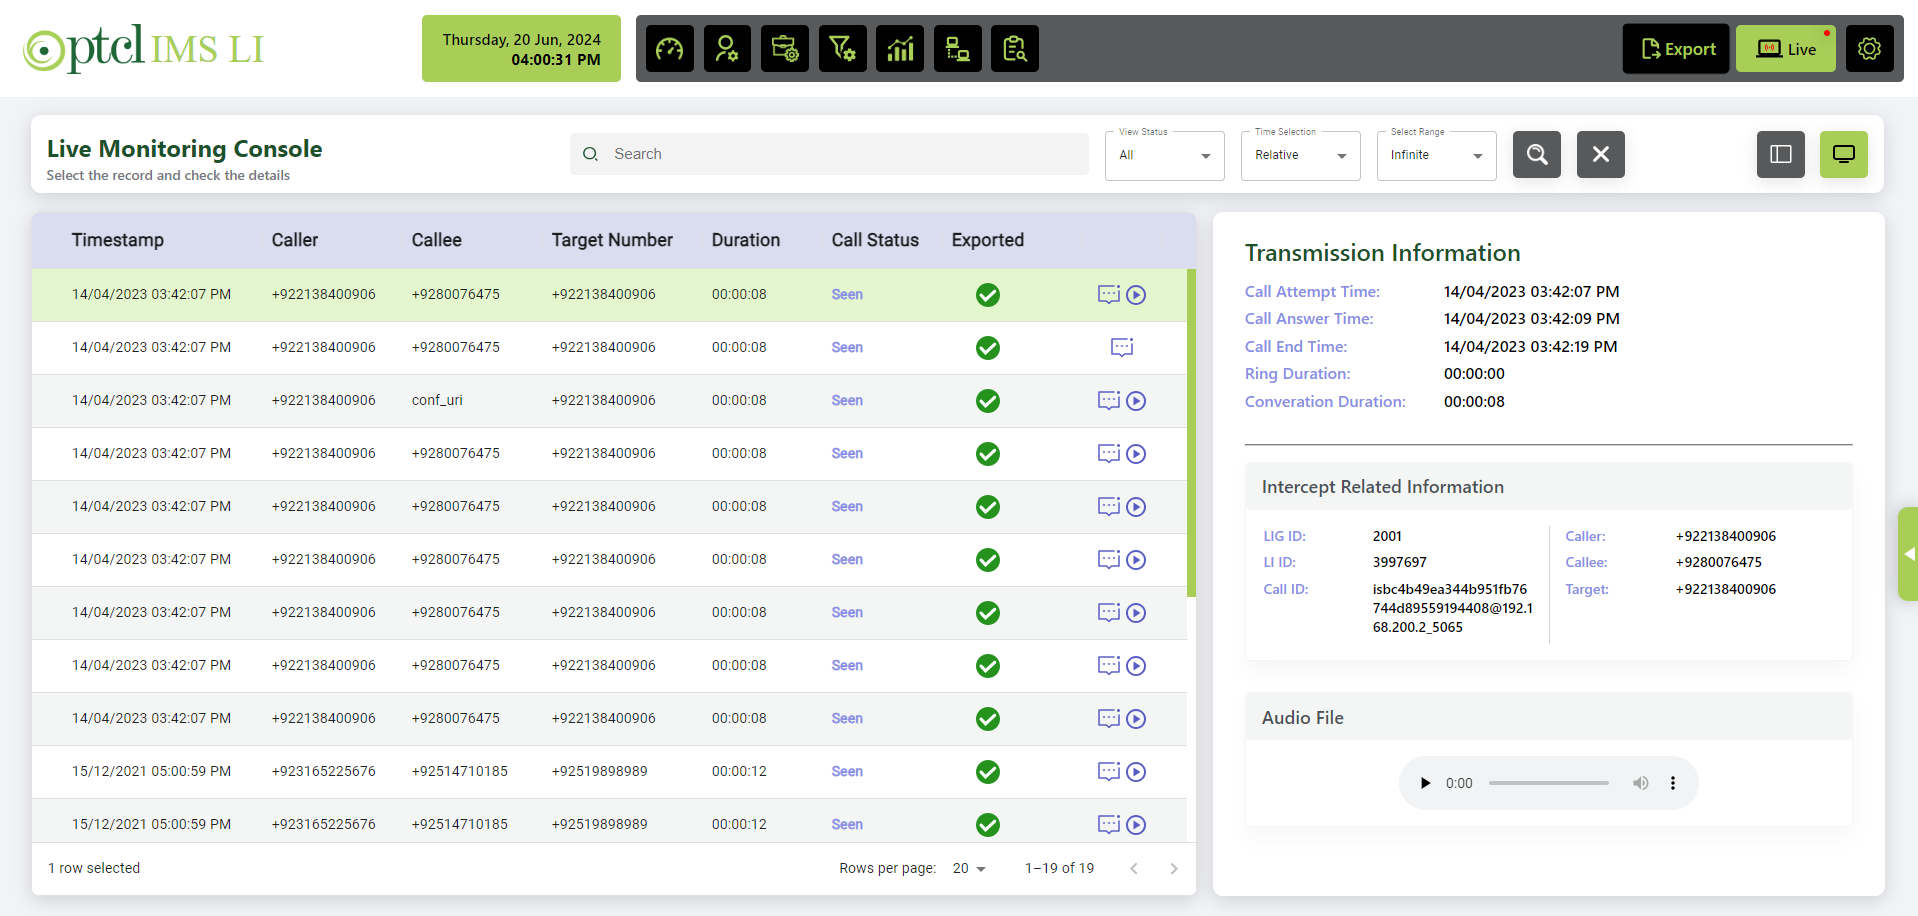 ptcl IMS LI
Thursday, 20 Jun, 2024
04:00:31 PM
Export
Live
Live Monitoring Console
Select the record and check the details
Search
View Status
All
Time Selection
Relative
Select Range
Infinite
Timestamp Caller Callee Target Number Duration Call Status Exported
14/04/2023 03:42:07 PM +922138400906 +9280076475 +922138400906 00:00:08 Seen
14/04/2023 03:42:07 PM +922138400906 +9280076475 +922138400906 00:00:08 Seen
14/04/2023 03:42:07 PM +922138400906 conf_uri +922138400906 00:00:08 Seen
14/04/2023 03:42:07 PM +922138400906 +9280076475 +922138400906 00:00:08 Seen
14/04/2023 03:42:07 PM +922138400906 +9280076475 +922138400906 00:00:08 Seen
14/04/2023 03:42:07 PM +922138400906 +9280076475 +922138400906 00:00:08 Seen
14/04/2023 03:42:07 PM +922138400906 +9280076475 +922138400906 00:00:08 Seen
14/04/2023 03:42:07 PM +922138400906 +9280076475 +922138400906 00:00:08 Seen
14/04/2023 03:42:07 PM +922138400906 +9280076475 +922138400906 00:00:08 Seen
15/12/2021 05:00:59 PM +923165225676 +92514710185 +92519898989 00:00:12 Seen
15/12/2021 05:00:59 PM +923165225676 +92514710185 +92519898989 00:00:12 Seen
1 row selected
Rows per page: 20 1–19 of 19
Transmission Information
Call Attempt Time: 14/04/2023 03:42:07 PM
Call Answer Time: 14/04/2023 03:42:09 PM
Call End Time: 14/04/2023 03:42:19 PM
Ring Duration: 00:00:00
Converation Duration: 00:00:08
Intercept Related Information
LIG ID: 2001
LI ID: 3997697
Call ID: isbc4b49ea344b951fb76
744d89559194408@192.1
68.200.2_5065
Caller: +922138400906
Callee: +9280076475
Target: +922138400906
Audio File
0:00